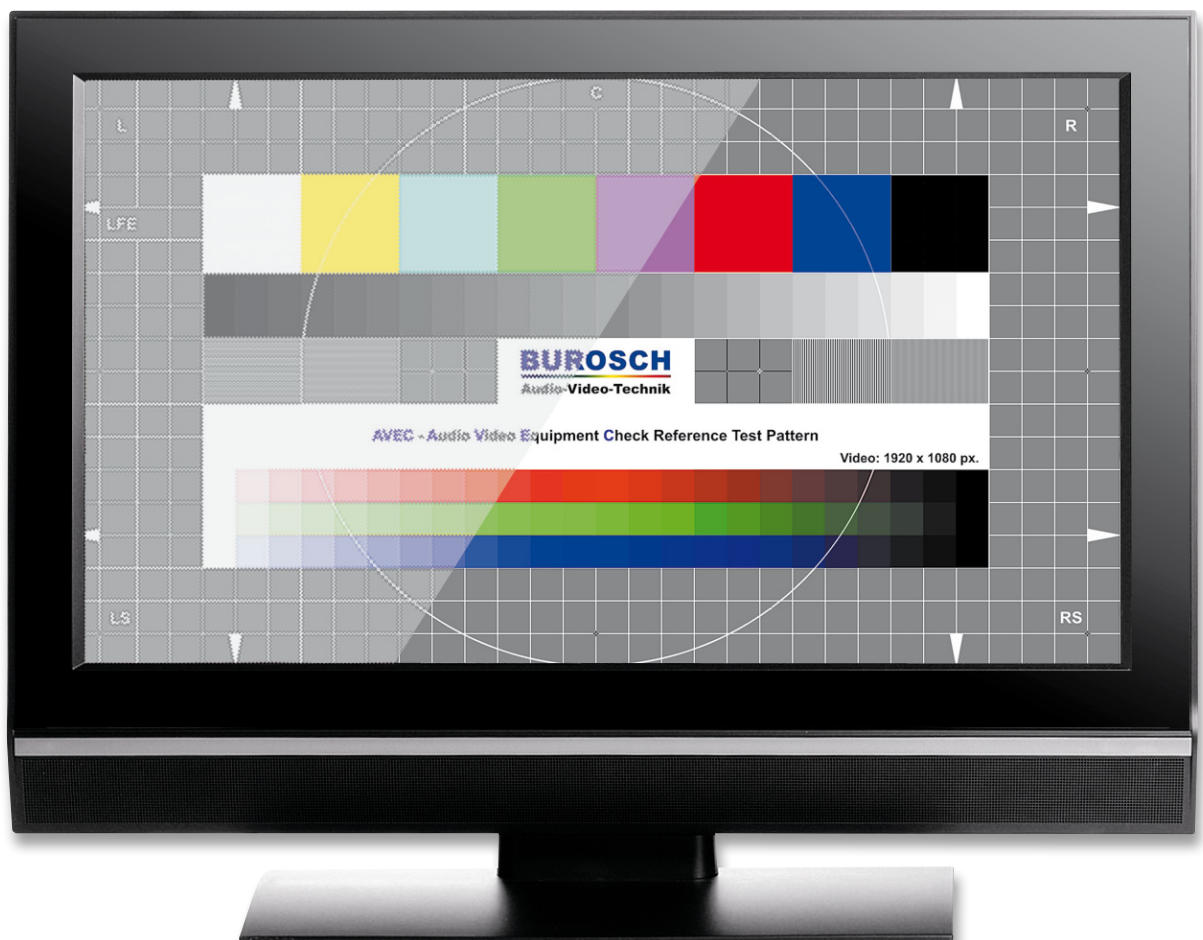 C
L
R
LFE
BUROSCH
Audio-Video-Technik
AVEC - Audio Video Equipment Check Reference Test Pattern
Video: 1920 x 1080 px.
LS
RS